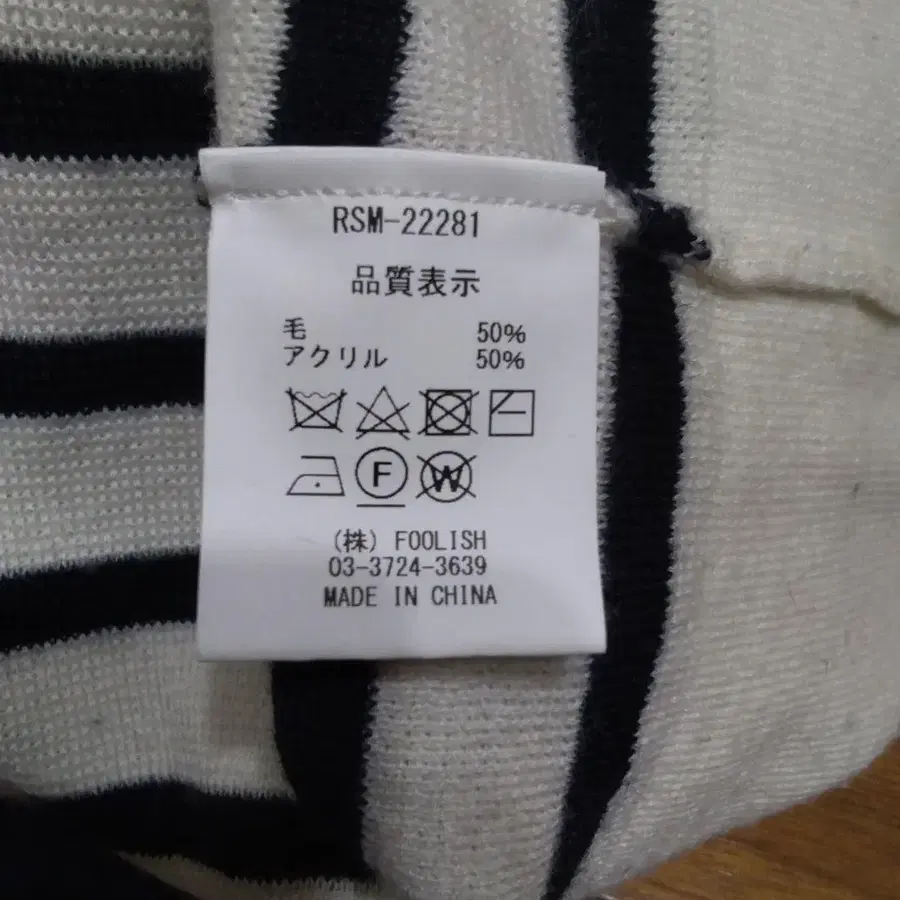 RSM-22281
品質表示
毛 50%
アクリル 50%
F W
(株) FOOLISH
03-3724-3639
MADE IN CHINA